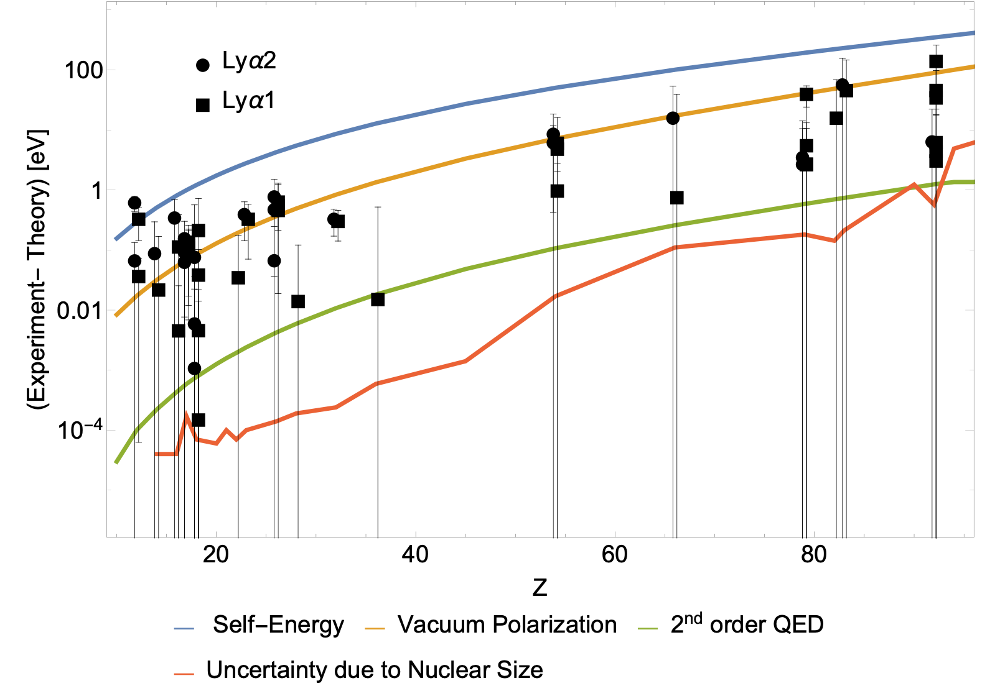 Lyα2
Lyα1
100
1
0.01
10⁻⁴
(Experiment− Theory) [eV]
20 40 60 80
Z
Self−Energy Vacuum Polarization 2ⁿᵈ order QED
Uncertainty due to Nuclear Size